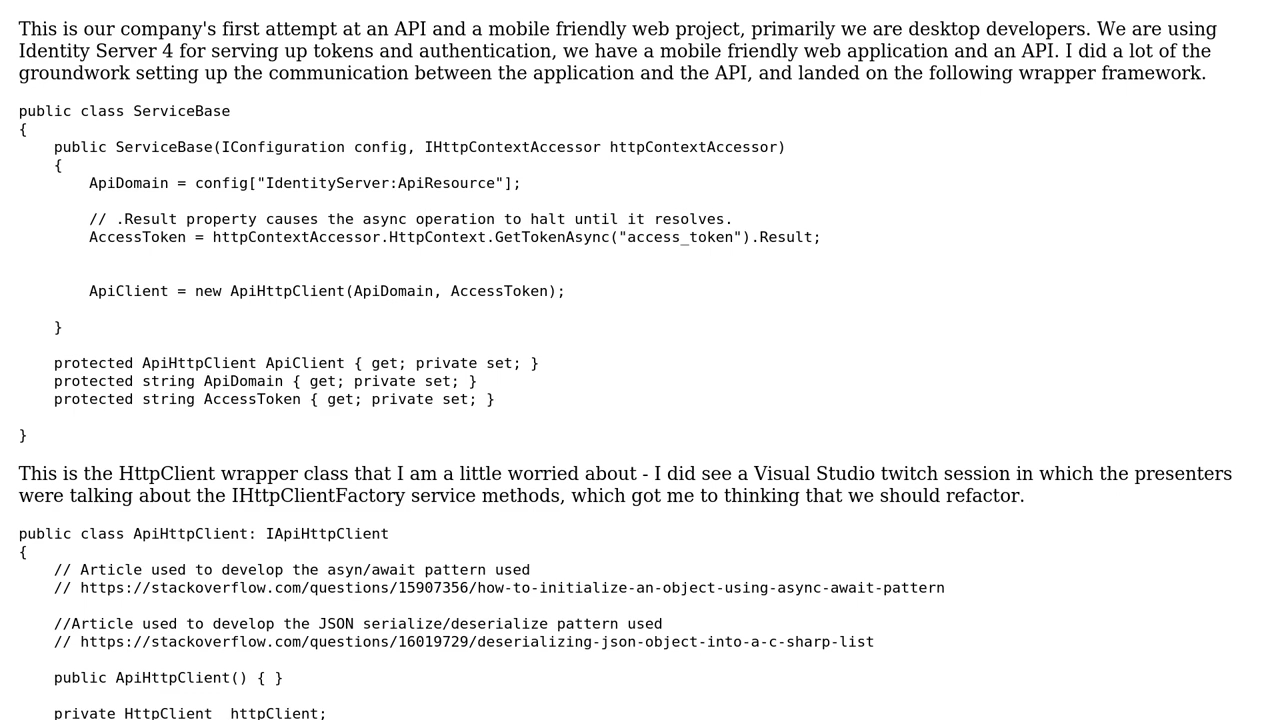 This is our company's first attempt at an API and a mobile friendly web project, primarily we are desktop developers. We are using
Identity Server 4 for serving up tokens and authentication, we have a mobile friendly web application and an API. I did a lot of the
groundwork setting up the communication between the application and the API, and landed on the following wrapper framework.
public class ServiceBase
{
    public ServiceBase(IConfiguration config, IHttpContextAccessor httpContextAccessor)
    {
        ApiDomain = config["IdentityServer:ApiResource"];
        // .Result property causes the async operation to halt until it resolves.
        AccessToken = httpContextAccessor.HttpContext.GetTokenAsync("access_token").Result;
        ApiClient = new ApiHttpClient(ApiDomain, AccessToken);
    }
    protected ApiHttpClient ApiClient { get; private set; }
    protected string ApiDomain { get; private set; }
    protected string AccessToken { get; private set; }
}
This is the HttpClient wrapper class that I am a little worried about - I did see a Visual Studio twitch session in which the presenters
were talking about the IHttpClientFactory service methods, which got me to thinking that we should refactor.
public class ApiHttpClient: IApiHttpClient
{
    // Article used to develop the asyn/await pattern used
    // https://stackoverflow.com/questions/15907356/how-to-initialize-an-object-using-async-await-pattern
    //Article used to develop the JSON serialize/deserialize pattern used
    // https://stackoverflow.com/questions/16019729/deserializing-json-object-into-a-c-sharp-list
    public ApiHttpClient() { }
    private HttpClient _httpClient;